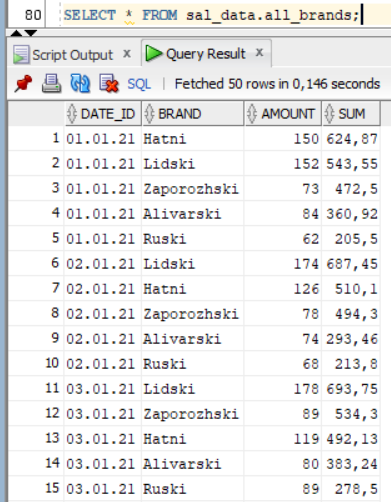 80 SELECT * FROM sal_data.all_brands;
Script Output x Query Result x
SQL | Fetched 50 rows in 0,146 seconds
DATE_ID BRAND AMOUNT SUM
1 01.01.21 Hatni 150 624,87
2 01.01.21 Lidski 152 543,55
3 01.01.21 Zaporozhski 73 472,5
4 01.01.21 Alivarski 84 360,92
5 01.01.21 Ruski 62 205,5
6 02.01.21 Lidski 174 687,45
7 02.01.21 Hatni 126 510,1
8 02.01.21 Zaporozhski 78 494,3
9 02.01.21 Alivarski 74 293,46
10 02.01.21 Ruski 68 213,8
11 03.01.21 Lidski 178 693,75
12 03.01.21 Zaporozhski 89 534,3
13 03.01.21 Hatni 119 492,13
14 03.01.21 Alivarski 80 383,24
15 03.01.21 Ruski 89 278,5